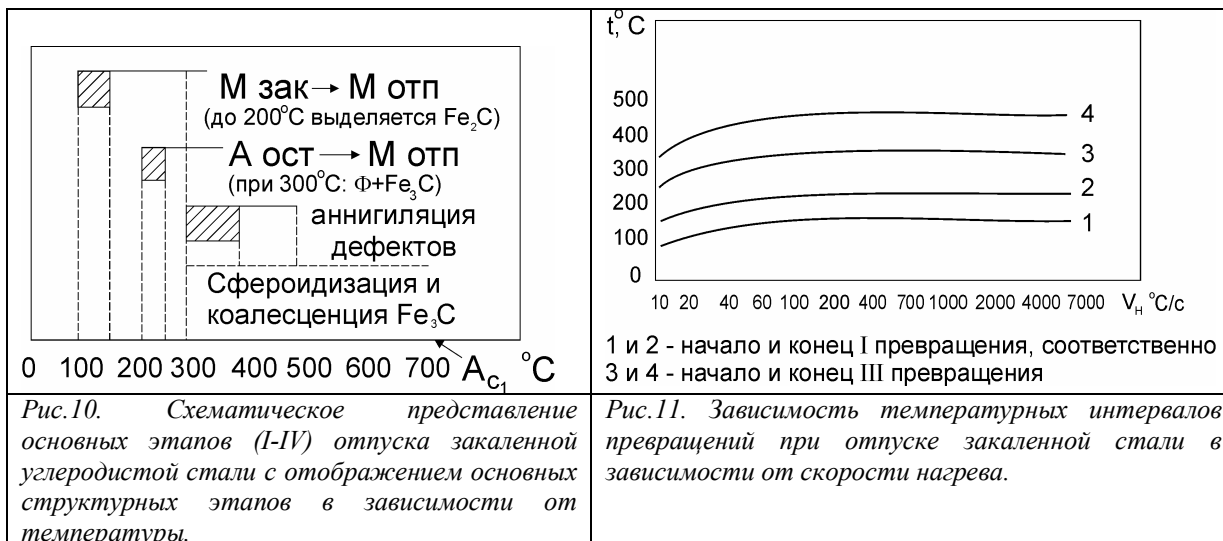 М зак→ М отп
(до 200°С выделяется Fe₂C)
А ост→ М отп
(при 300°С: Ф+Fe₃C)
аннигиляция
дефектов
Сфероидизация и
коалесценция Fe₃C
0 100 200 300 400 500 600 700 A_C₁ °C
Рис.10. Схематическое представление
основных этапов (I-IV) отпуска закаленной
углеродистой стали с отображением основных
структурных этапов в зависимости от
температуры.
t,°C
500
400
300
200
100
0
4
3
2
1
10 20 40 60 100 200 400 700 1000 2000 4000 7000 V_H °C/c
1 и 2 - начало и конец I превращения, соответственно
3 и 4 - начало и конец III превращения
Рис.11. Зависимость температурных интервалов
превращений при отпуске закаленной стали в
зависимости от скорости нагрева.